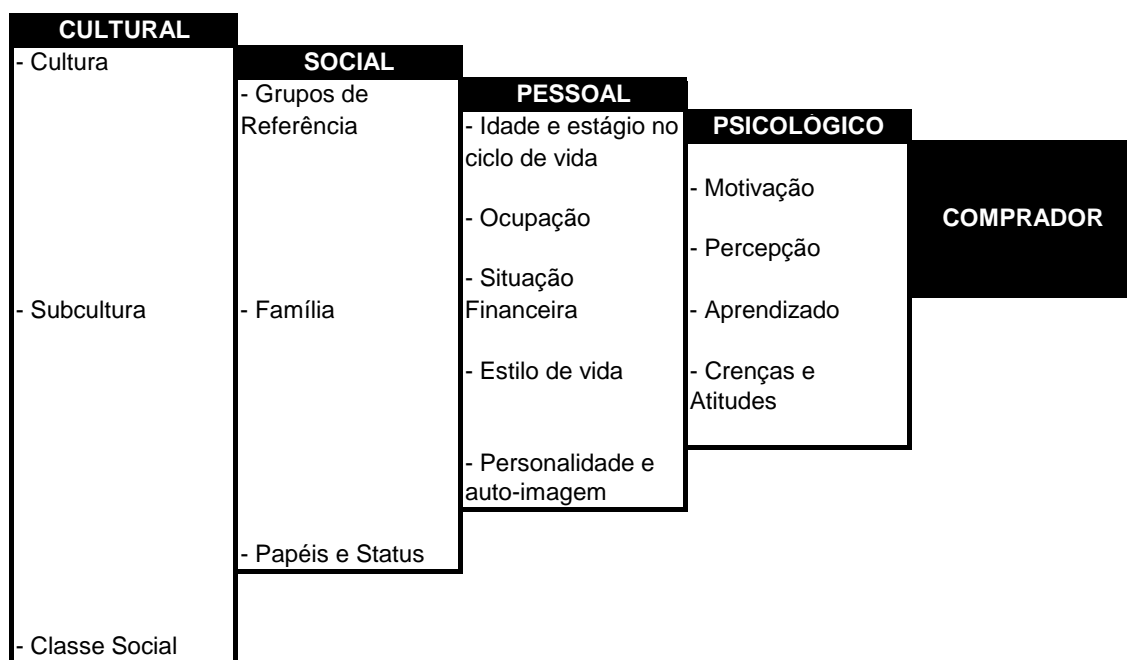 CULTURAL
- Cultura
- Subcultura
- Classe Social
SOCIAL
- Grupos de
Referência
- Família
- Papéis e Status
PESSOAL
- Idade e estágio no
ciclo de vida
- Ocupação
- Situação
Financeira
- Estilo de vida
- Personalidade e
auto-imagem
PSICOLÓGICO
- Motivação
- Percepção
- Aprendizado
- Crenças e
Atitudes
COMPRADOR